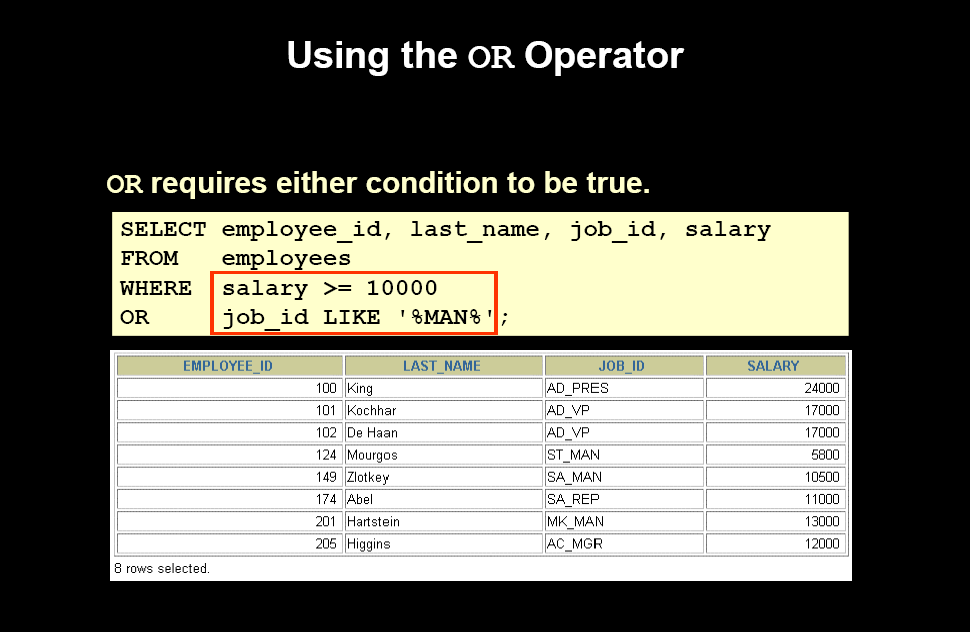 Using the OR Operator
OR requires either condition to be true.
SELECT employee_id, last_name, job_id, salary
FROM employees
WHERE salary >= 10000
OR job_id LIKE '%MAN%';
EMPLOYEE_ID LAST_NAME JOB_ID SALARY
100 King AD_PRES 24000
101 Kochhar AD_VP 17000
102 De Haan AD_VP 17000
124 Mourgos ST_MAN 5800
149 Zlotkey SA_MAN 10500
174 Abel SA_REP 11000
201 Hartstein MK_MAN 13000
205 Higgins AC_MGR 12000
8 rows selected.